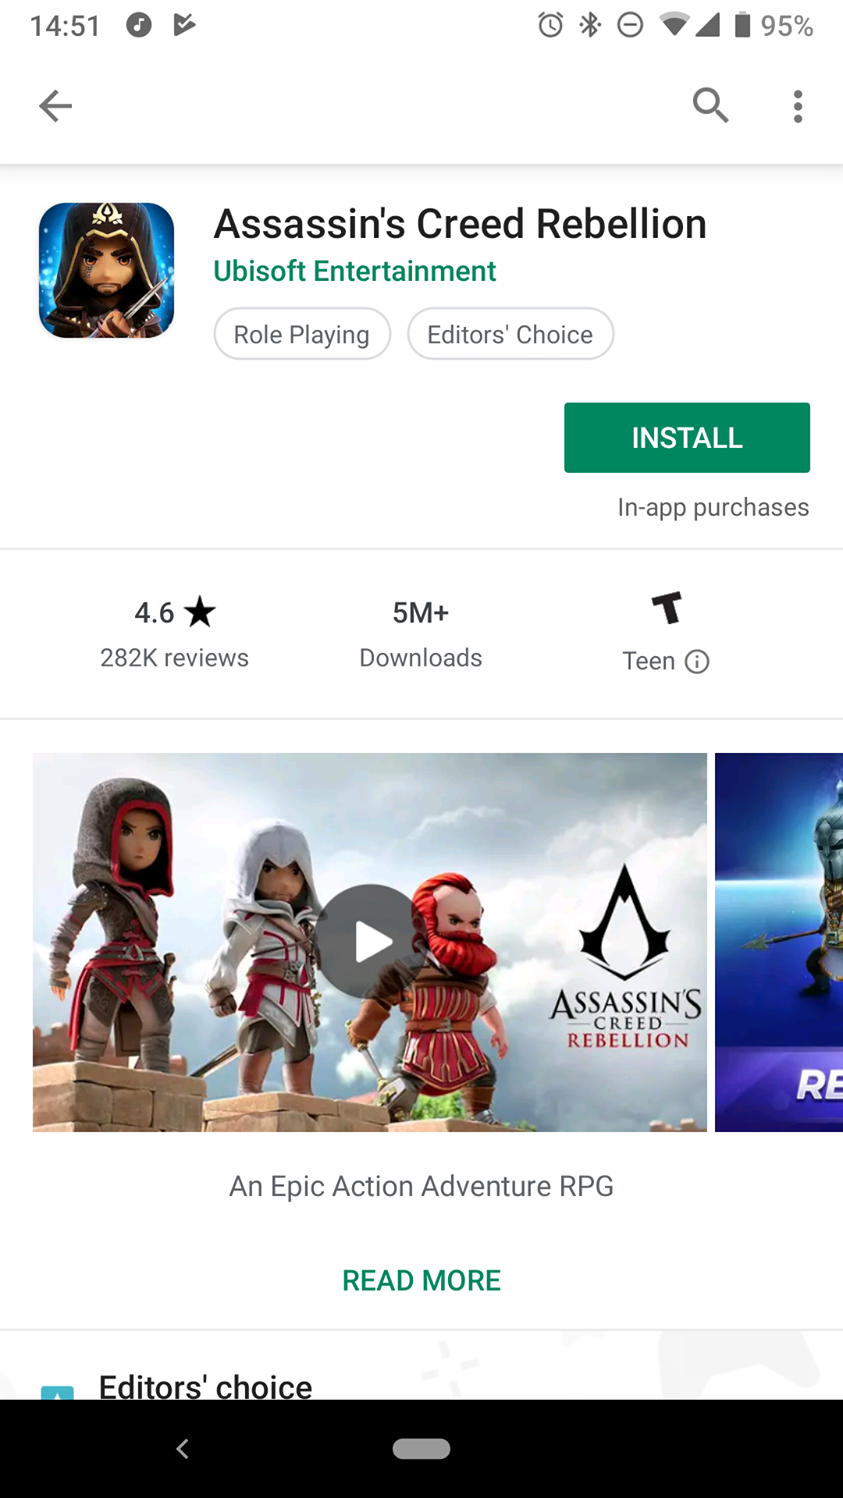 14:51
95%
Assassin's Creed Rebellion
Ubisoft Entertainment
Role Playing
Editors' Choice
INSTALL
In-app purchases
4.6 ★
5M+
T
282K reviews
Downloads
Teen
ASSASSIN'S
CREED
REBELLION
RE
An Epic Action Adventure RPG
READ MORE
Editors' choice